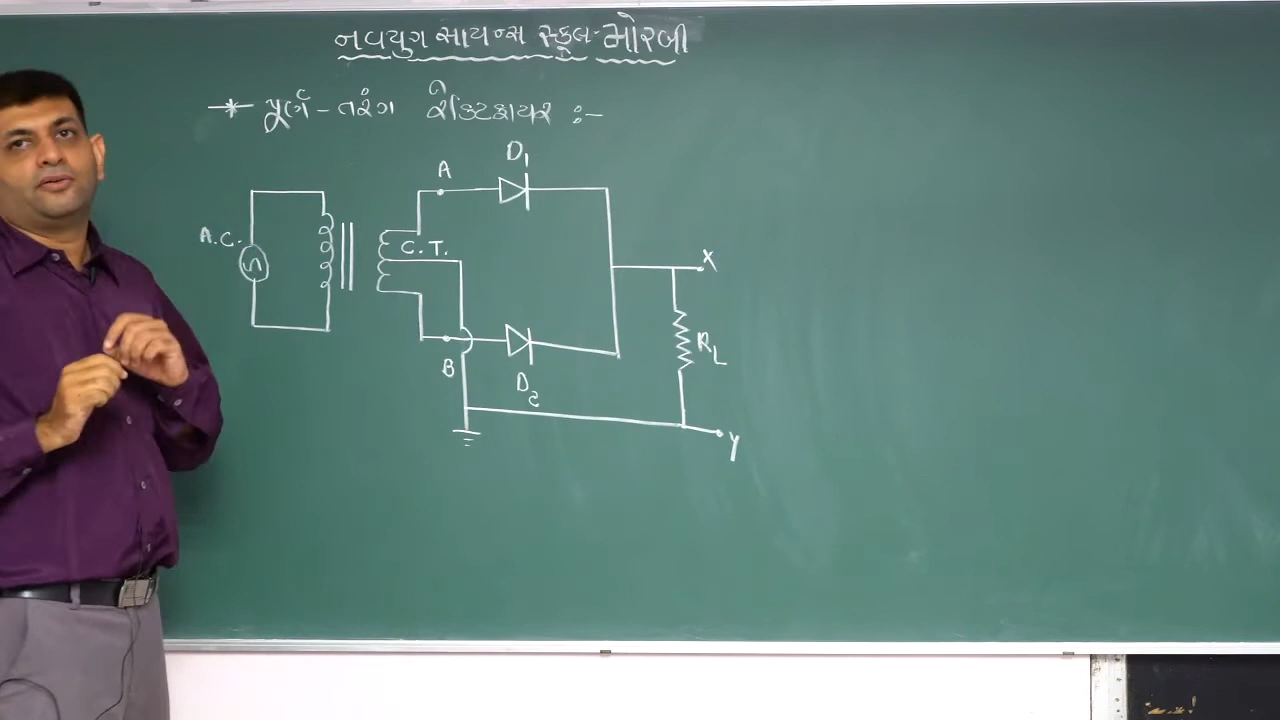 નવયુગ સાયન્સ સ્કૂલ-મોરબી
* પૂર્ણ-તરંગ રેક્ટિફાયર :-
D1
A
A.C.
C.T.
X
RL
B
D2
Y